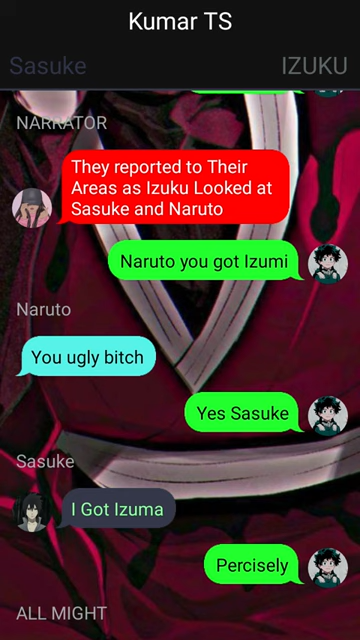 Kumar TS
Sasuke
IZUKU
NARRATOR
They reported to Their
Areas as Izuku Looked at
Sasuke and Naruto
Naruto you got Izumi
Naruto
You ugly bitch
Yes Sasuke
Sasuke
I Got Izuma
Percisely
ALL MIGHT